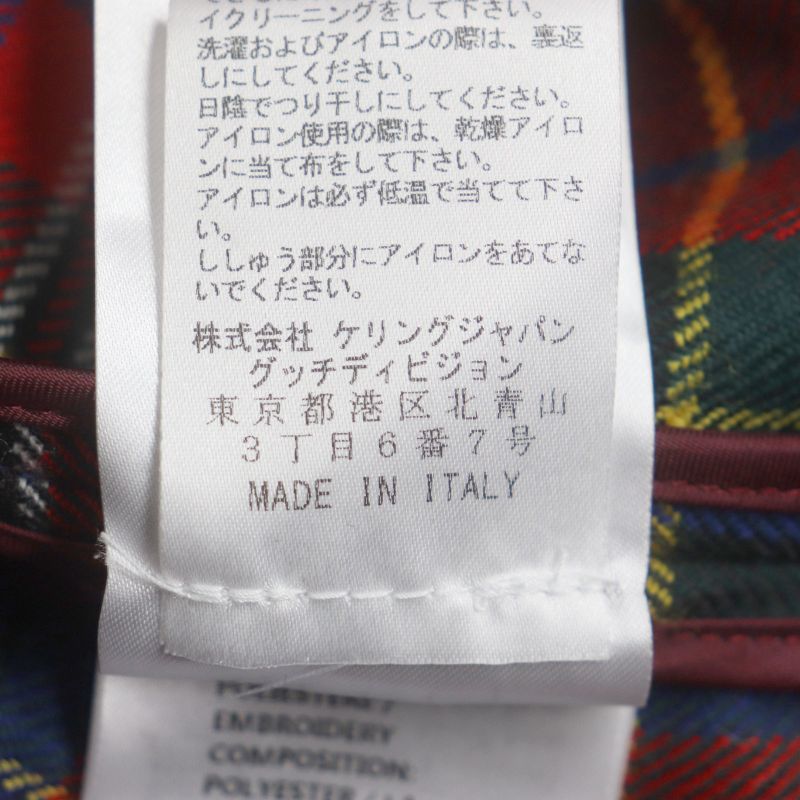 イクリーニングをして下さい。
洗濯およびアイロンの際は、裏返
しにしてください。
日陰でつり干しにしてください。
アイロン使用の際は、乾燥アイロ
ンに当て布をして下さい。
アイロンは必ず低温で当てて下さ
い。
ししゅう部分にアイロンをあてな
いでください。
株式会社 ケリングジャパン
グッチディビジョン
東京都港区北青山
3丁目6番7号
MADE IN ITALY
EMBROIDERY
COMPOSITION:
POLYESTER /